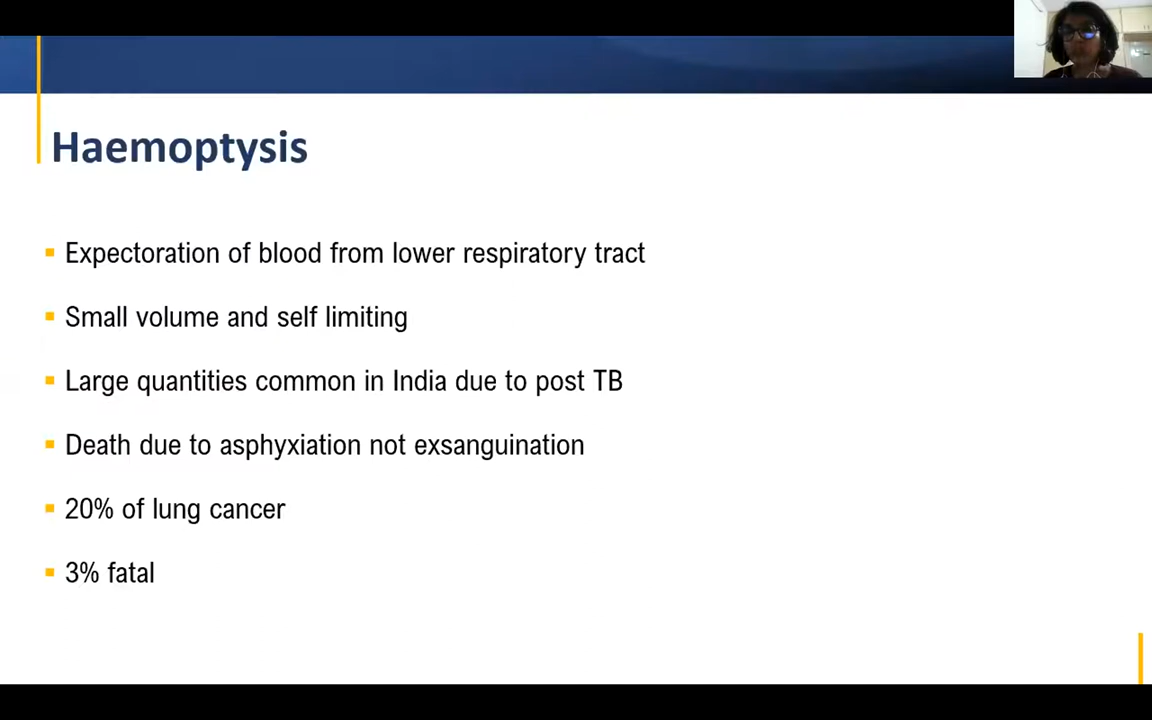 Haemoptysis
Expectoration of blood from lower respiratory tract
Small volume and self limiting
Large quantities common in India due to post TB
Death due to asphyxiation not exsanguination
20% of lung cancer
3% fatal